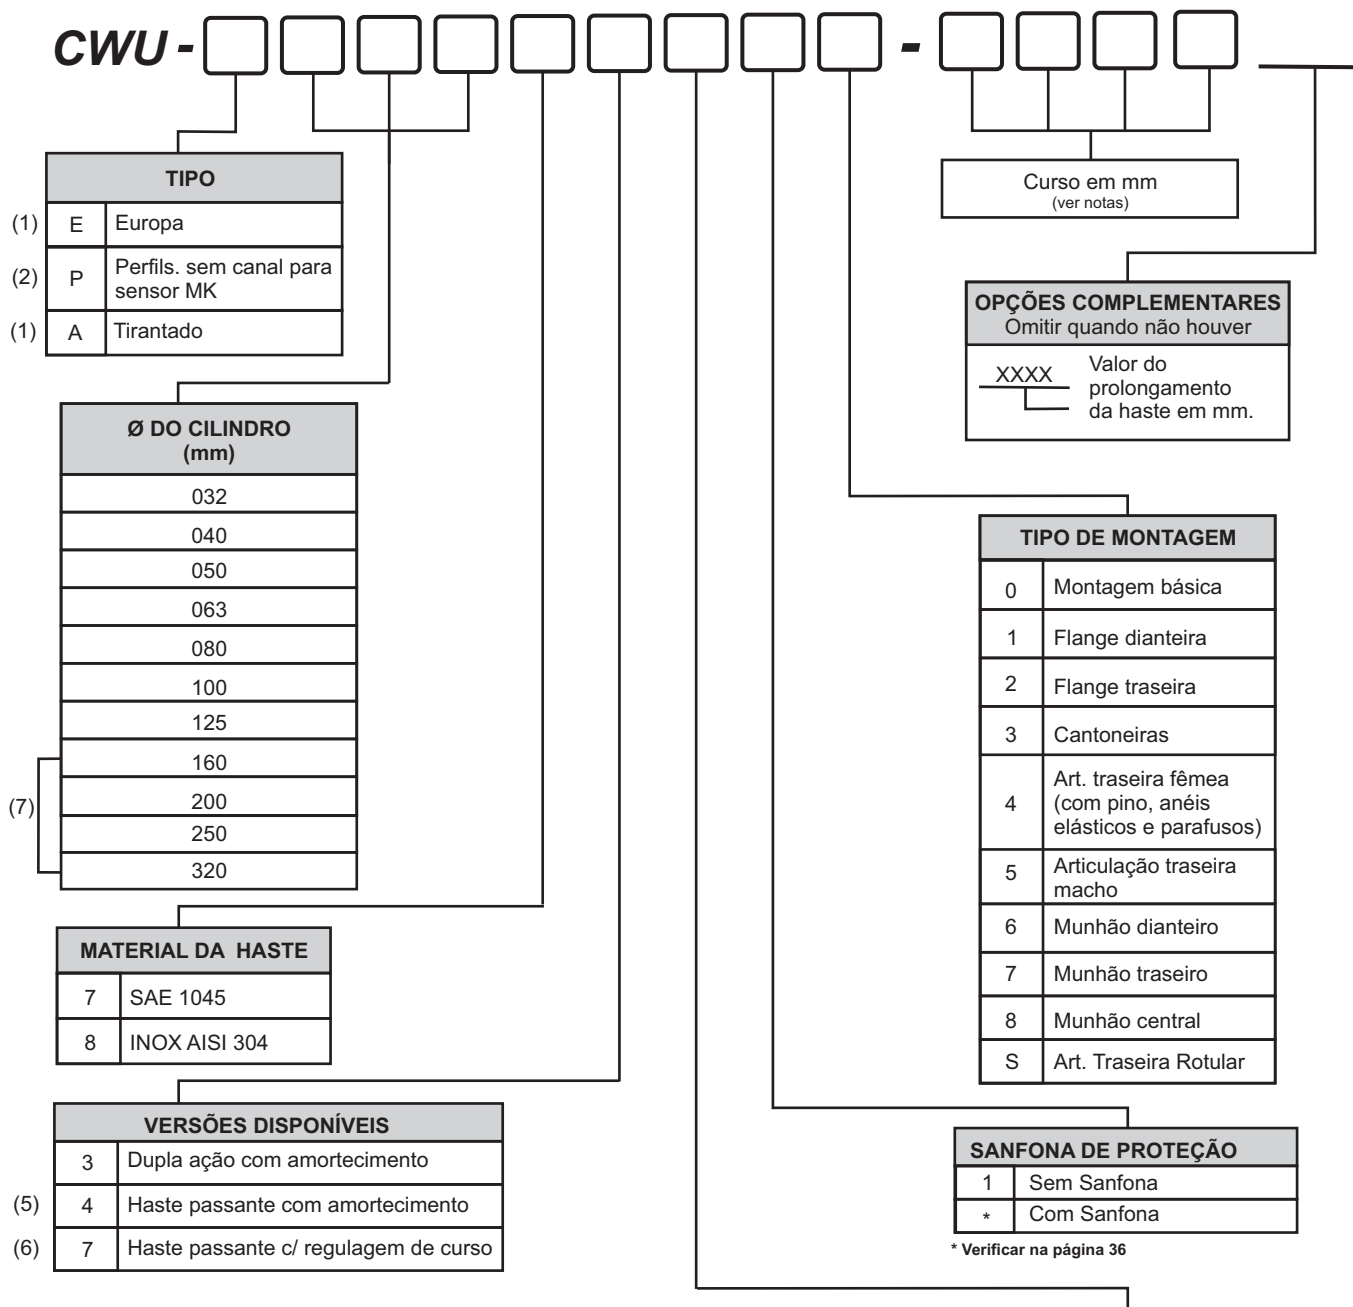 CWU - -
TIPO
(1) E Europa
(2) P Perfils. sem canal para
sensor MK
(1) A Tirantado
Ø DO CILINDRO
(mm)
032
040
050
063
080
100
125
160
(7) 200
250
320
MATERIAL DA HASTE
7 SAE 1045
8 INOX AISI 304
VERSÕES DISPONÍVEIS
3 Dupla ação com amortecimento
(5) 4 Haste passante com amortecimento
(6) 7 Haste passante c/ regulagem de curso
Curso em mm
(ver notas)
OPÇÕES COMPLEMENTARES
Omitir quando não houver
XXXX Valor do
prolongamento
da haste em mm.
TIPO DE MONTAGEM
0 Montagem básica
1 Flange dianteira
2 Flange traseira
3 Cantoneiras
4 Art. traseira fêmea
(com pino, anéis
elásticos e parafusos)
5 Articulação traseira
macho
6 Munhão dianteiro
7 Munhão traseiro
8 Munhão central
S Art. Traseira Rotular
SANFONA DE PROTEÇÃO
1 Sem Sanfona
* Com Sanfona
* Verificar na página 36